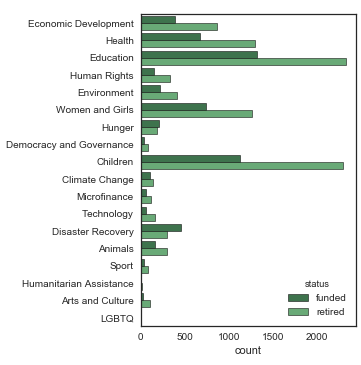 Economic Development
Health
Education
Human Rights
Environment
Women and Girls
Hunger
Democracy and Governance
Children
Climate Change
Microfinance
Technology
Disaster Recovery
Animals
Sport
Humanitarian Assistance
Arts and Culture
LGBTQ
status
funded
retired
0 500 1000 1500 2000
count